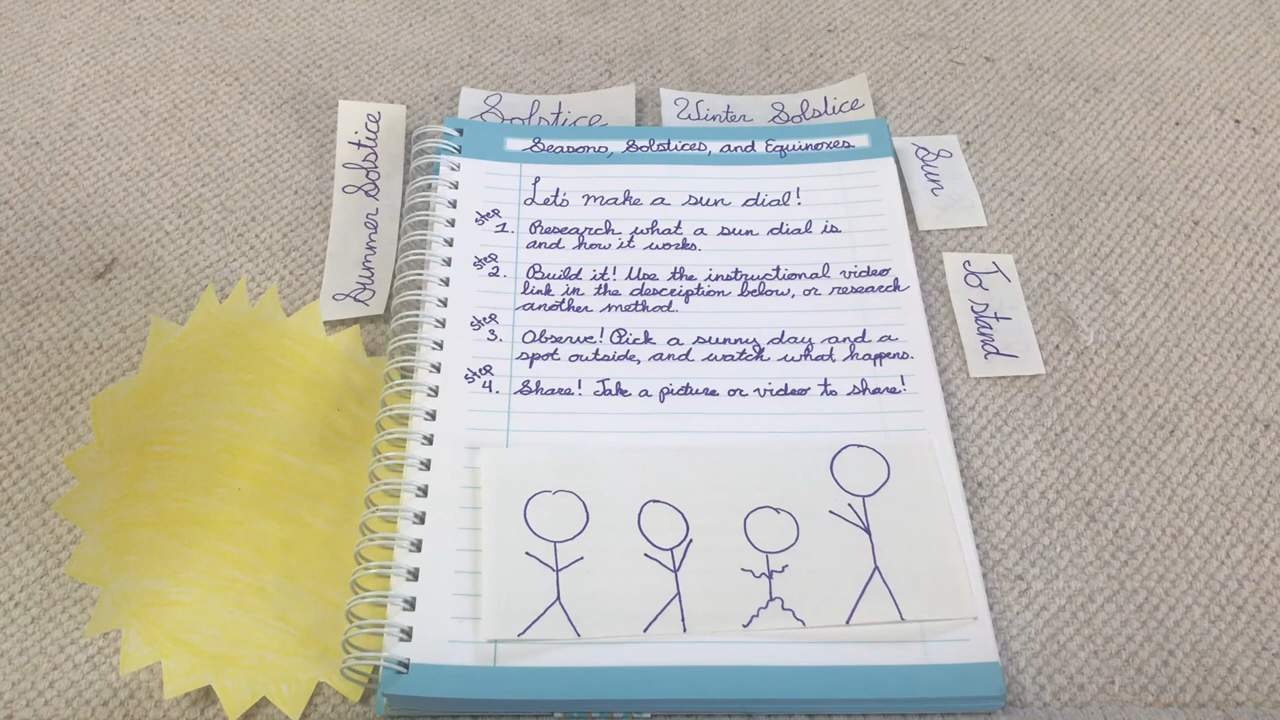 Solstice
Winter Solstice
Summer Solstice
Sun
To stand
Seasons, Solstices, and Equinoxes
Let's make a sun dial!
step 1. Research what a sun dial is
and how it works.
step 2. Build it! Use the instructional video
link in the description below, or research
another method.
step 3. Observe! Pick a sunny day and a
spot outside, and watch what happens.
step 4. Share! Take a picture or video to share!